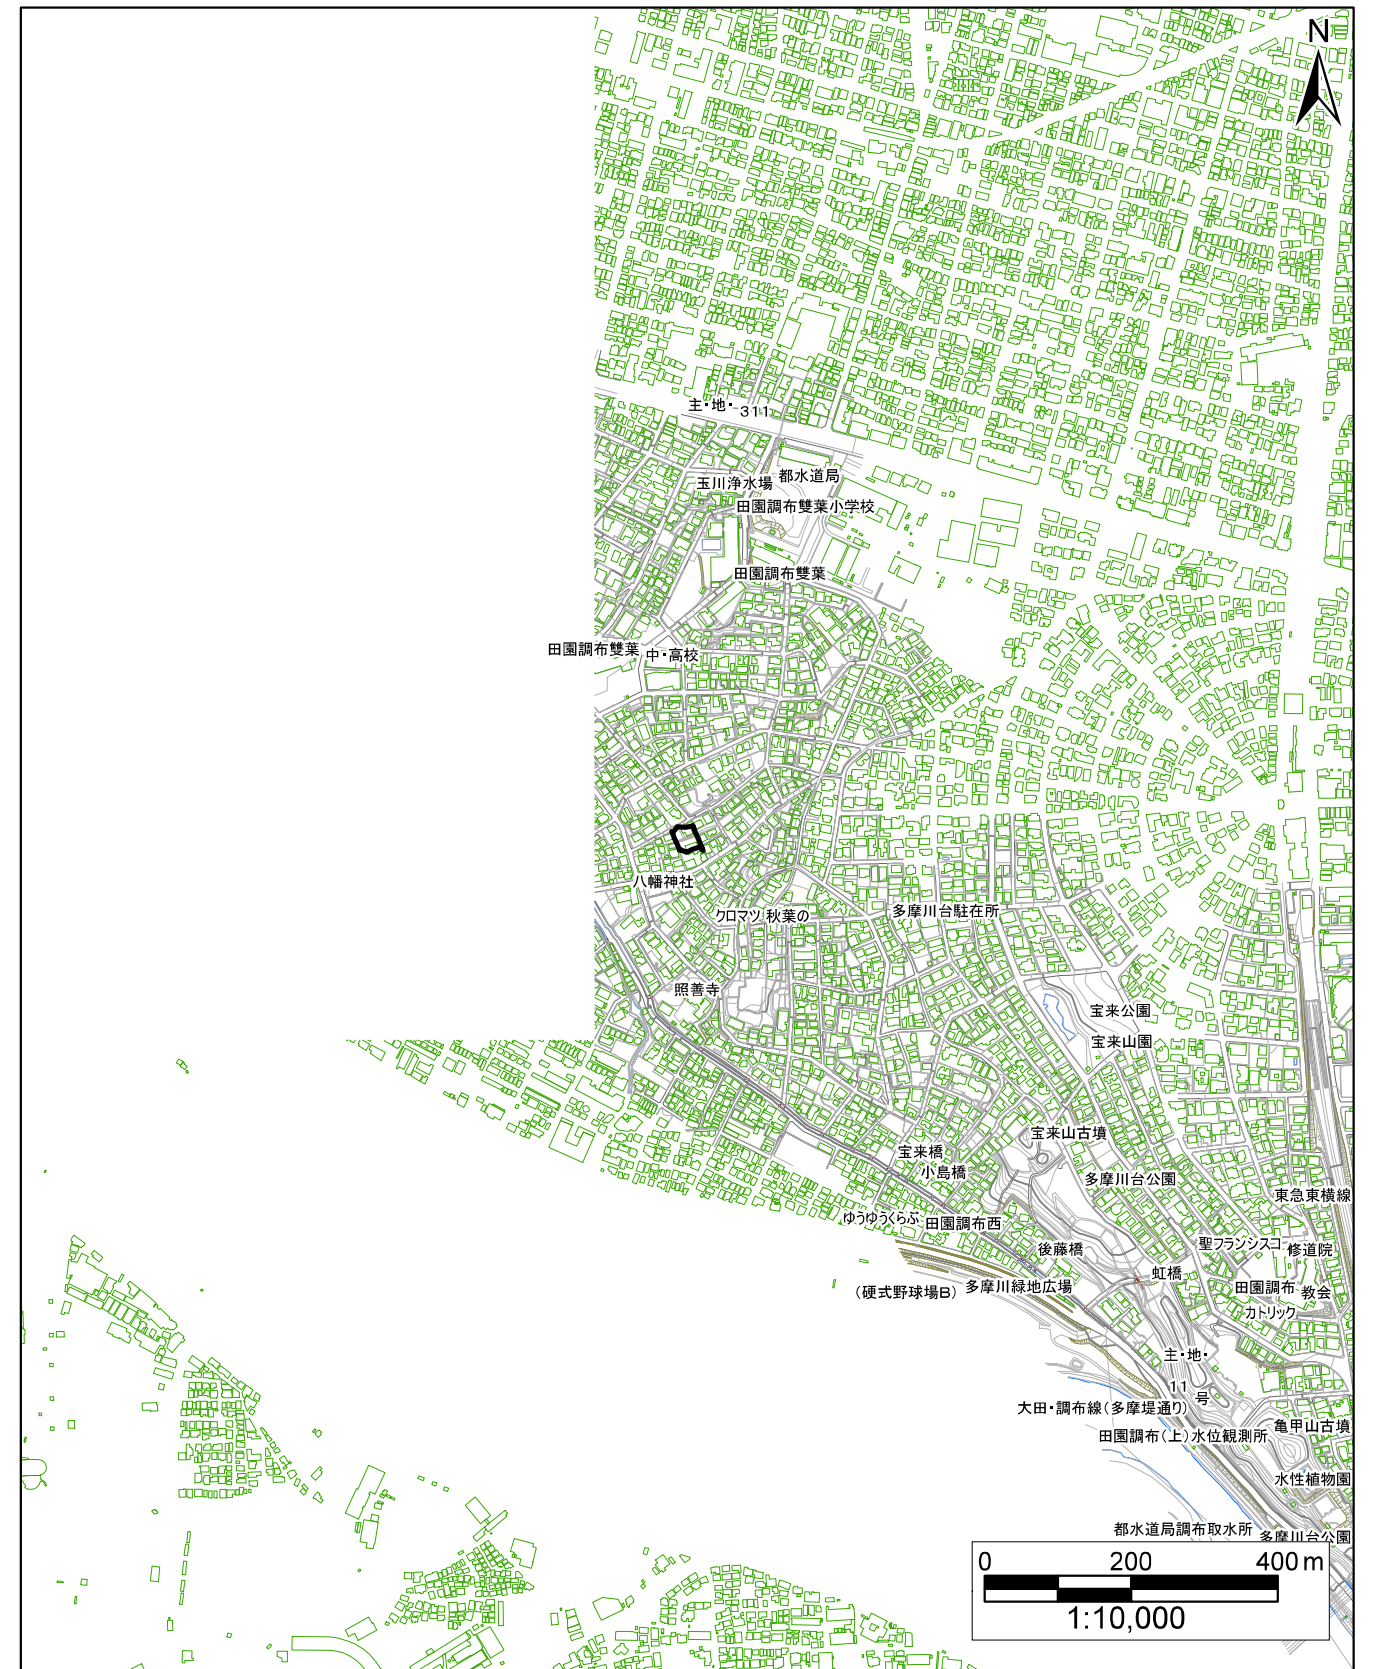 N
主・地・311
玉川浄水場
都水道局
田園調布雙葉小学校
田園調布雙葉
田園調布雙葉
中・高校
八幡神社
クロマツ
秋葉の
多摩川台駐在所
照善寺
宝来公園
宝来山園
宝来山古墳
宝来橋
小島橋
多摩川台公園
東急東横線
ゆうゆうくらぶ
田園調布西
後藤橋
聖フランシスコ
修道院
虹橋
(硬式野球場B)
多摩川緑地広場
田園調布
教会
カトリック
主・地・
11
号
大田・調布線(多摩堤通り)
亀甲山古墳
田園調布(上)水位観測所
水性植物園
都水道局調布取水所
多摩川台公園
0 200 400m
1:10,000